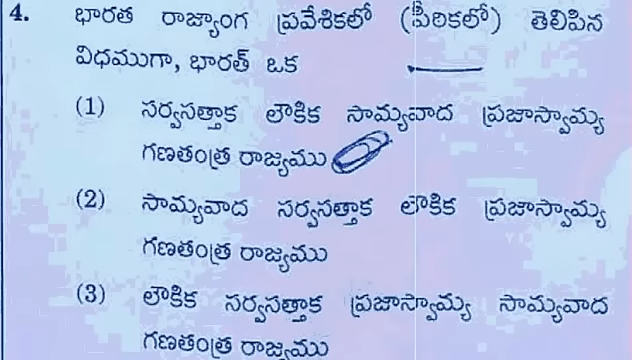 4. భారత రాజ్యాంగ ప్రవేశికలో (పీఠికలో) తెలిపిన
విధముగా, భారత్ ఒక
(1) సర్వసత్తాక లౌకిక సామ్యవాద ప్రజాస్వామ్య
గణతంత్ర రాజ్యము
(2) సామ్యవాద సర్వసత్తాక లౌకిక ప్రజాస్వామ్య
గణతంత్ర రాజ్యము
(3) లౌకిక సర్వసత్తాక ప్రజాస్వామ్య సామ్యవాద
గణతంత్ర రాజ్యము